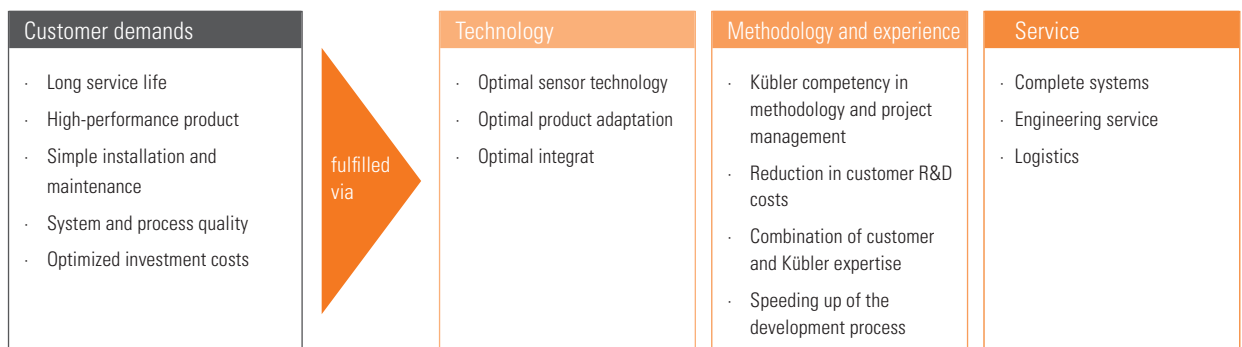 Customer demands
· Long service life
· High-performance product
· Simple installation and
maintenance
· System and process quality
· Optimized investment costs
fulfilled
via
Technology
· Optimal sensor technology
· Optimal product adaptation
· Optimal integrat
Methodology and experience
· Kübler competency in
methodology and project
management
· Reduction in customer R&D
costs
· Combination of customer
and Kübler expertise
· Speeding up of the
development process
Service
· Complete systems
· Engineering service
· Logistics